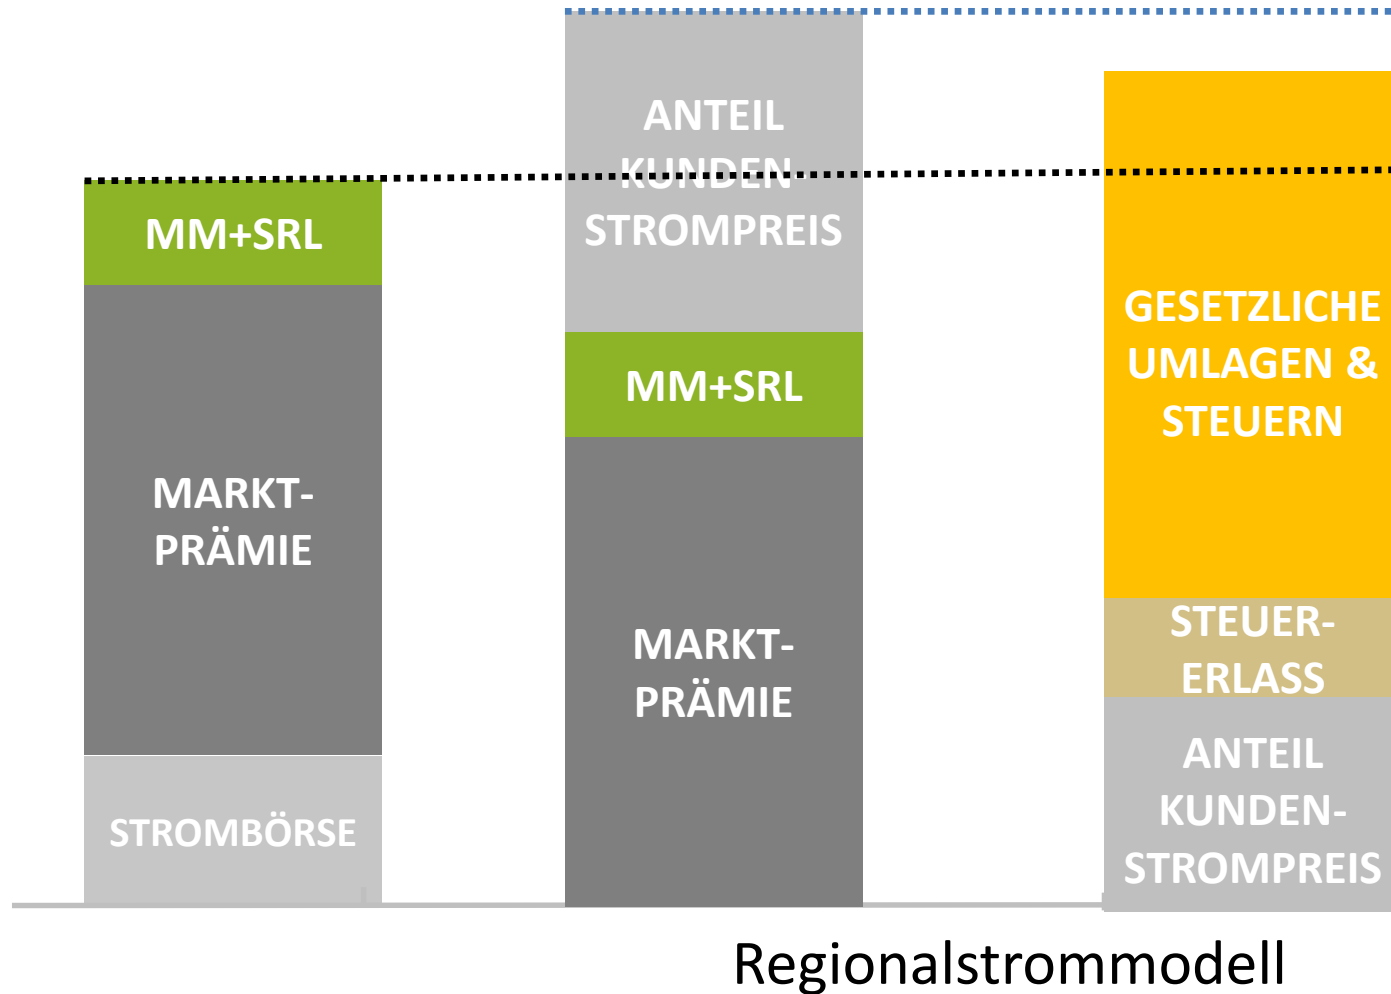 MM+SRL
MARKT-
PRÄMIE
STROMBÖRSE
ANTEIL
KUNDEN-
STROMPREIS
MM+SRL
MARKT-
PRÄMIE
GESETZLICHE
UMLAGEN &
STEUERN
STEUER-
ERLASS
ANTEIL
KUNDEN-
STROMPREIS
Regionalstrommodell